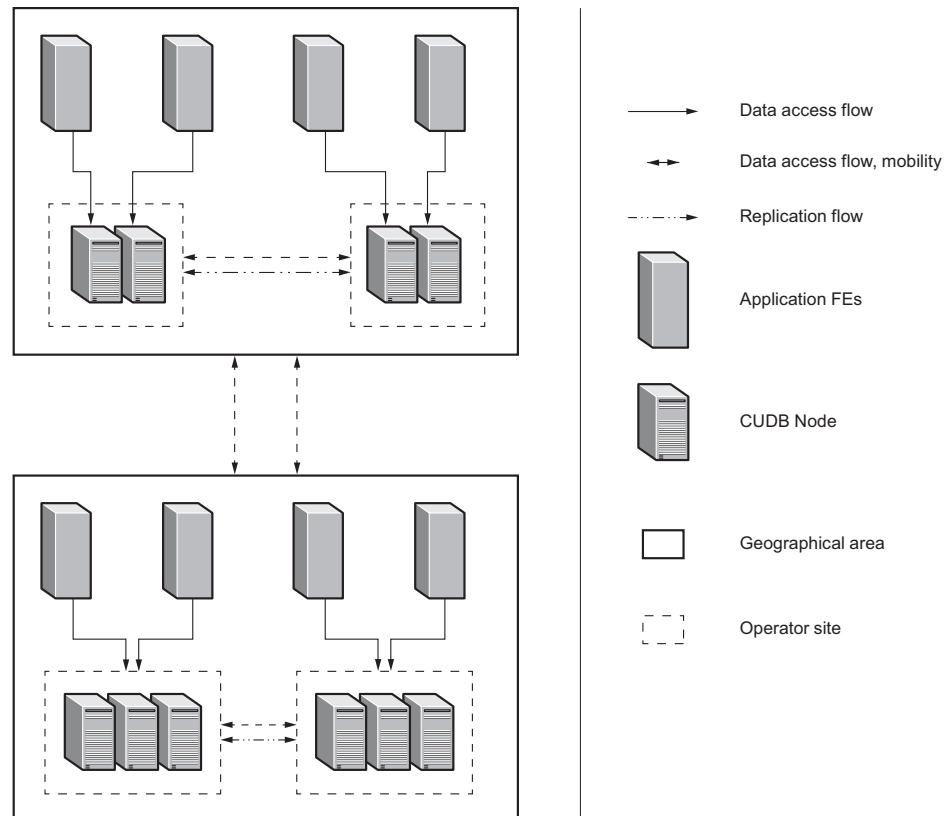 Data access flow
Data access flow, mobility
Replication flow
Application FEs
CUDB Node
Geographical area
Operator site